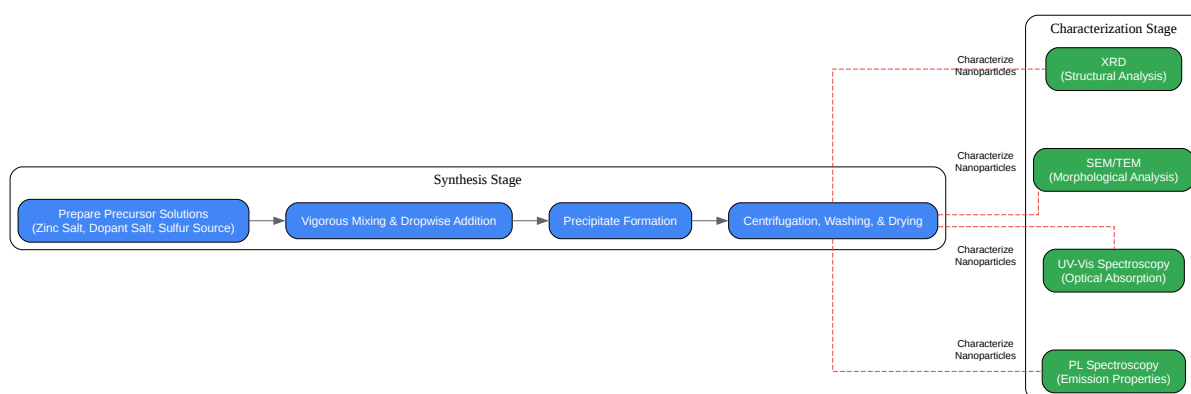 Synthesis Stage
Prepare Precursor Solutions
(Zinc Salt, Dopant Salt, Sulfur Source)
Vigorous Mixing & Dropwise Addition
Precipitate Formation
Centrifugation, Washing, & Drying
Characterize
Nanoparticles
Characterize
Nanoparticles
Characterize
Nanoparticles
Characterize
Nanoparticles
Characterization Stage
XRD
(Structural Analysis)
SEM/TEM
(Morphological Analysis)
UV-Vis Spectroscopy
(Optical Absorption)
PL Spectroscopy
(Emission Properties)